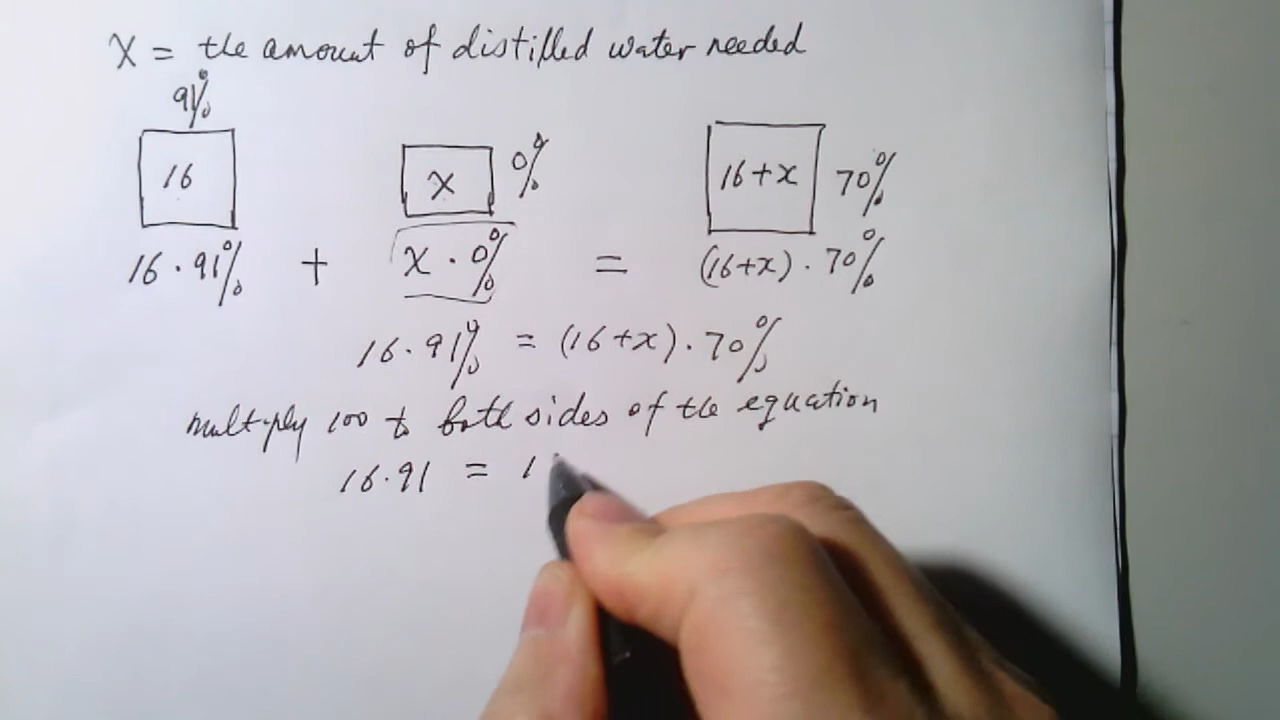 X = the amount of distilled water needed
91%
16 x 0% 16+x 70%
16·91% + x·0% = (16+x)·70%
16·91% = (16+x)·70%
multiply 100 to both sides of the equation
16·91 = 1